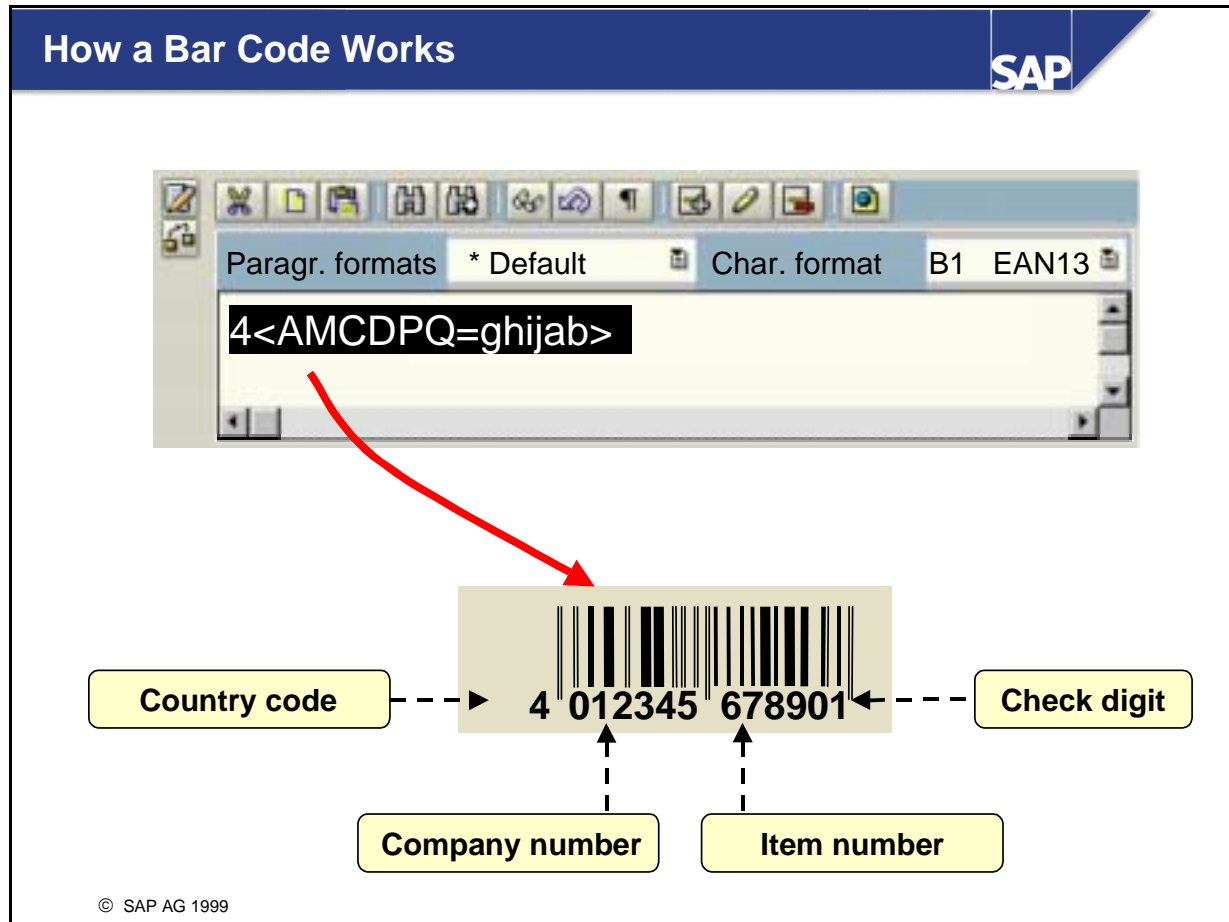 How a Bar Code Works
SAP
Paragr. formats * Default Char. format B1 EAN13
4<AMCDPQ=ghijab>
4 012345 678901
Country code
Check digit
Company number
Item number
© SAP AG 1999